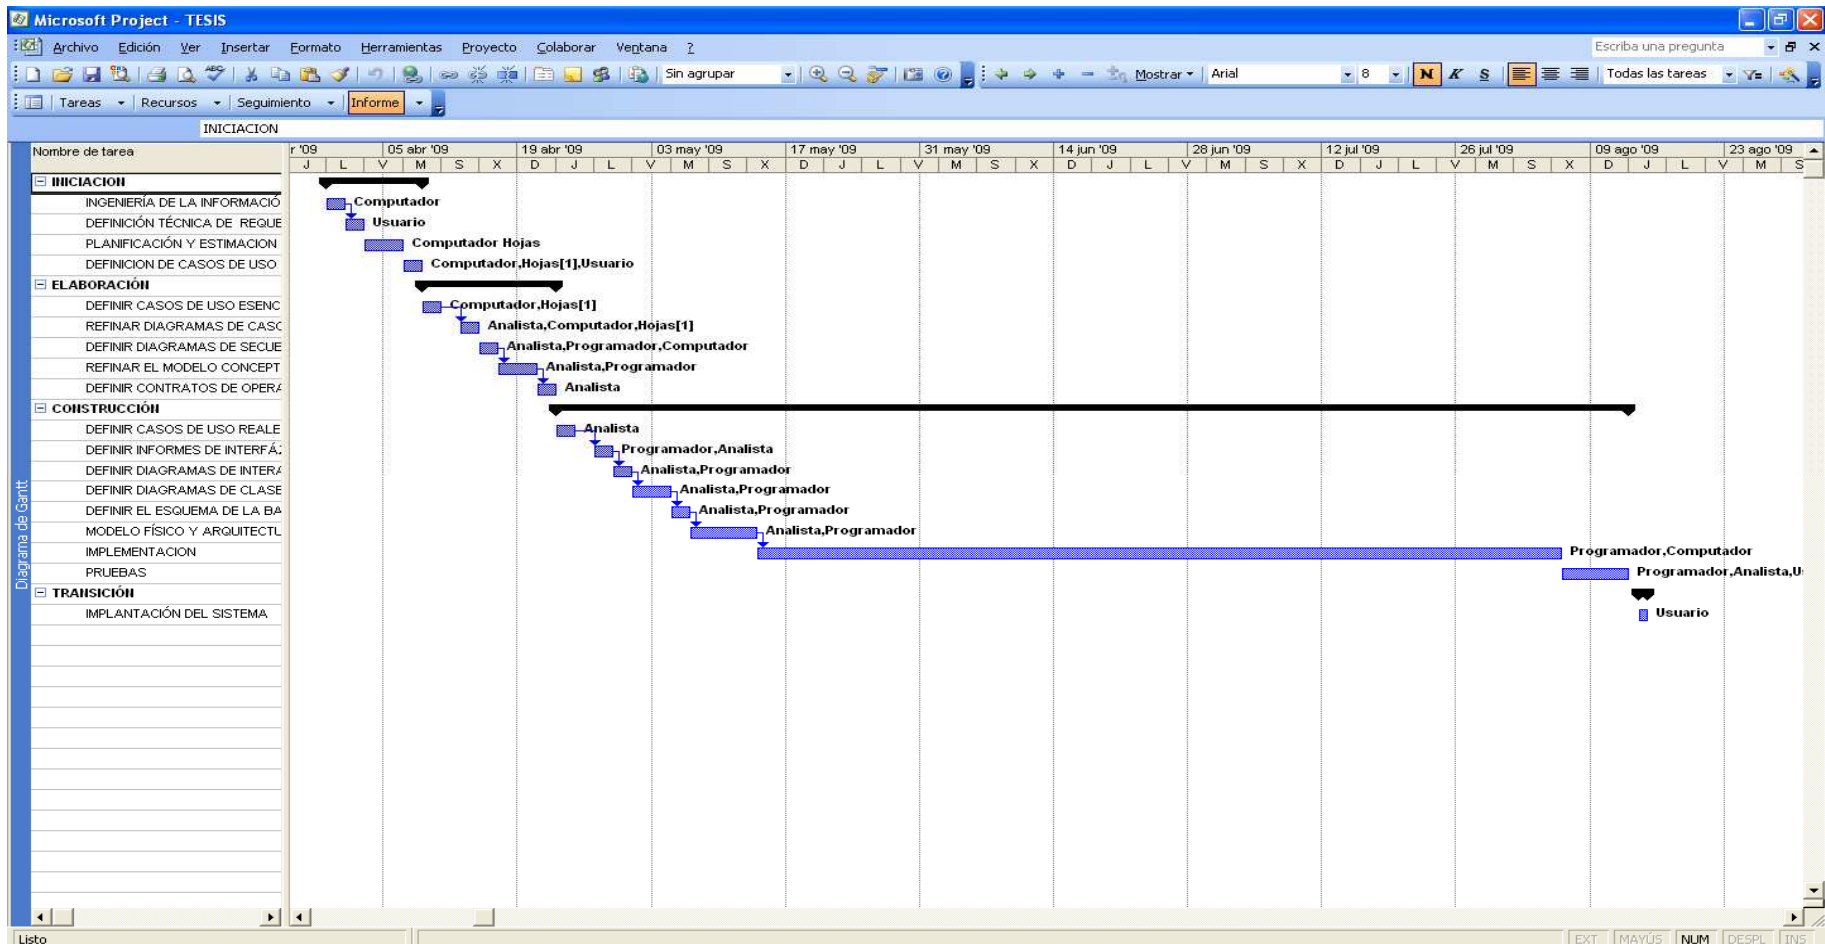 Microsoft Project - TESIS
Archivo Edición Ver Insertar Formato Herramientas Proyecto Colaborar Ventana ? Escriba una pregunta
Sin agrupar Mostrar Arial 8 N K S Todas las tareas
Tareas Recursos Seguimiento Informe
INICIACION
Nombre de tarea r '09 05 abr '09 19 abr '09 03 may '09 17 may '09 31 may '09 14 jun '09 28 jun '09 12 jul '09 26 jul '09 09 ago '09 23 ago '09
J L V M S X D J L V M S X D J L V M S X D J L V M S X D J L V M S X D J L V M S
INICIACION
INGENIERÍA DE LA INFORMACIÓ Computador
DEFINICIÓN TÉCNICA DE REQUE Usuario
PLANIFICACIÓN Y ESTIMACION Computador Hojas
DEFINICION DE CASOS DE USO Computador,Hojas[1],Usuario
ELABORACIÓN
DEFINIR CASOS DE USO ESENC Computador,Hojas[1]
REFINAR DIAGRAMAS DE CASO Analista,Computador,Hojas[1]
DEFINIR DIAGRAMAS DE SECUE Analista,Programador,Computador
REFINAR EL MODELO CONCEPT Analista,Programador
DEFINIR CONTRATOS DE OPERA Analista
CONSTRUCCIÓN
DEFINIR CASOS DE USO REALE Analista
DEFINIR INFORMES DE INTERFÁ Programador,Analista
DEFINIR DIAGRAMAS DE INTERA Analista,Programador
DEFINIR DIAGRAMAS DE CLASE Analista,Programador
DEFINIR EL ESQUEMA DE LA BA Analista,Programador
MODELO FÍSICO Y ARQUITECTU Analista,Programador
IMPLEMENTACION Programador,Computador
PRUEBAS Programador,Analista,U
TRANSICIÓN
IMPLANTACIÓN DEL SISTEMA Usuario
Diagrama de Gantt
Listo EXT MAYÚS NUM DESPL INS